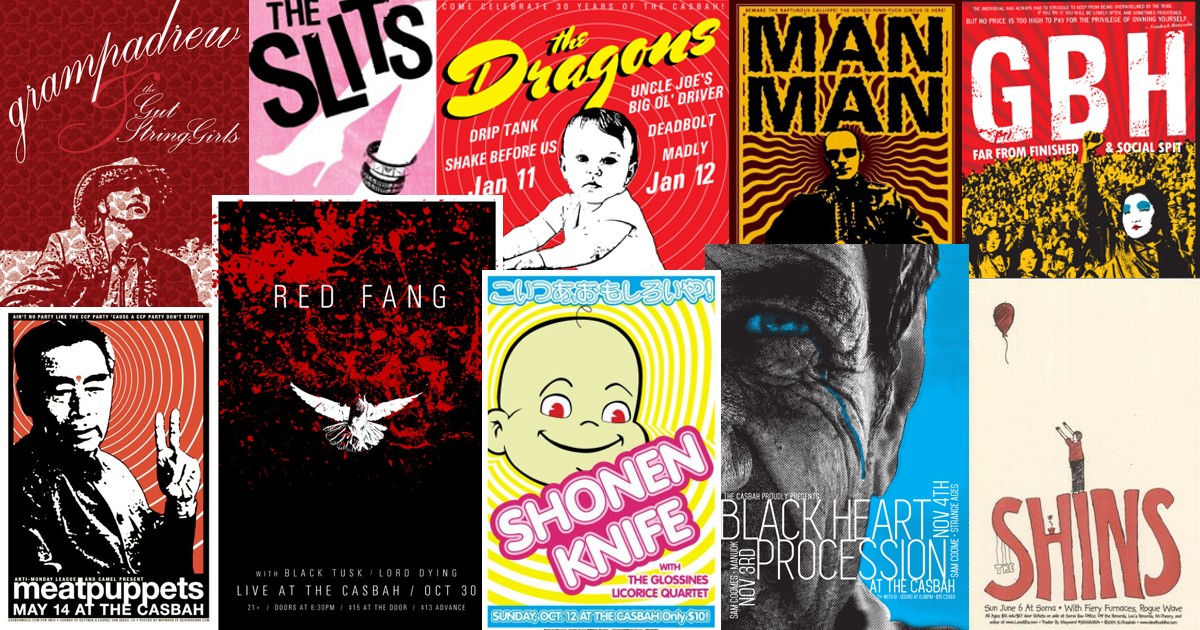 grampadrew
&
the
Gut
StringGirls
THE
SLITS
COME CELEBRATE 30 YEARS OF THE CASBAH!
the
Dragons
UNCLE JOE'S
BIG OL' DRIVER
DRIP TANK
SHAKE BEFORE US
Jan 11
DEADBOLT
MADLY
Jan 12
BEWARE THE RAPTUROUS CALLIOPE! THE GONZO MIND-FUCK CIRCUS IS HERE!
MAN
MAN
THE INDIVIDUAL HAS ALWAYS HAD TO STRUGGLE TO KEEP FROM BEING OVERWHELMED BY THE TRIBE
IF YOU TRY IT, YOU WILL BE LONELY OFTEN, AND SOMETIMES FRIGHTENED.
BUT NO PRICE IS TOO HIGH TO PAY FOR THE PRIVILEGE OF OWNING YOURSELF.
- Friedrich Nietzsche
GBH
FAR FROM FINISHED & SOCIAL SPIT
AIN'T NO PARTY LIKE THE CCP PARTY 'CAUSE A CCP PARTY DON'T STOP!!!
ANTI-MONDAY LEAGUE AND CAMEL PRESENT
meatpuppets
MAY 14 AT THE CASBAH
RED FANG
WITH BLACK TUSK / LORD DYING
LIVE AT THE CASBAH / OCT 30
21+ / DOORS AT 8:30PM / $15 AT THE DOOR / $13 ADVANCE
こいつぁおもしろいや!
SHONEN
KNIFE
WITH
THE GLOSSINES
LICORICE QUARTET
SUNDAY, OCT. 12 AT THE CASBAH Only $10!
THE CASBAH PROUDLY PRESENTS
BLACK HEART
PROCESSION
AT THE CASBAH
SAM COOMES · MANUOK
NOV 3RD
NOV 4TH
SAM COOMES · STRANGE AGES
THE
SHINS
Sun June 6 At Soma • With Fiery Furnaces, Rogue Wave